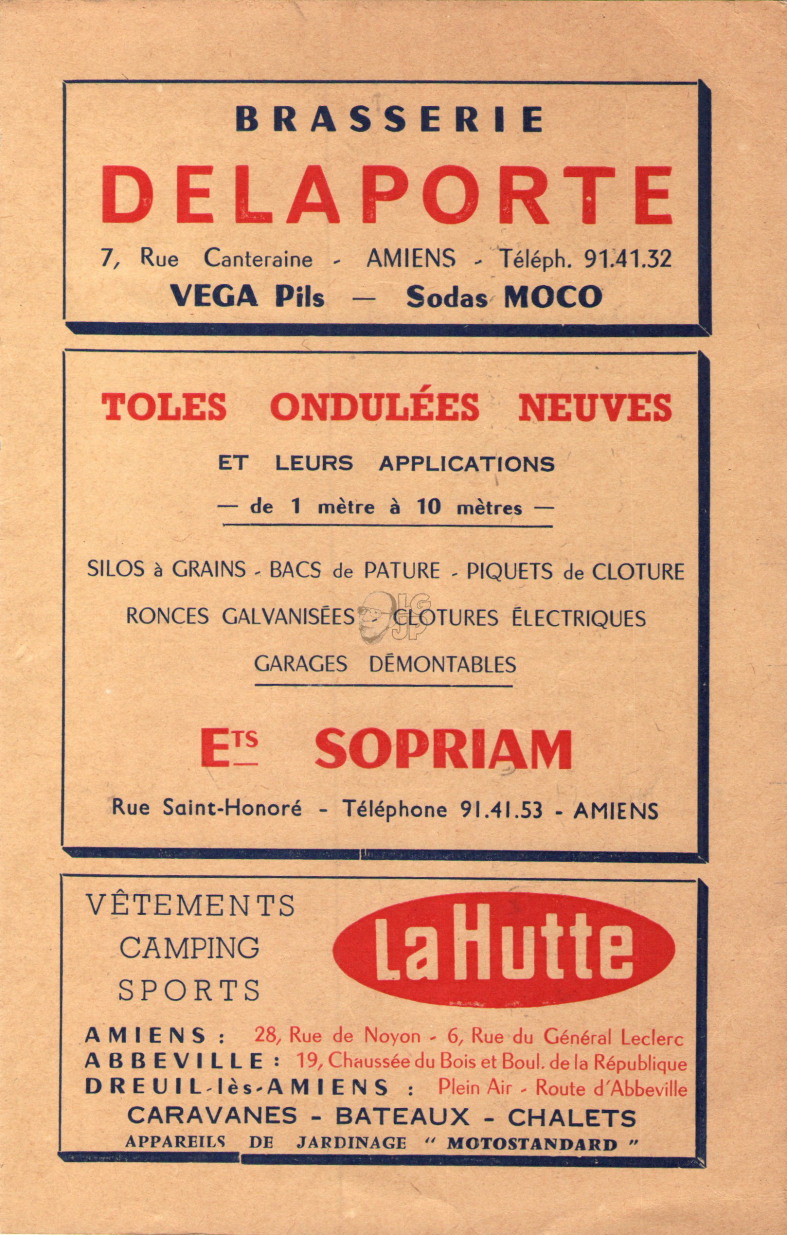 BRASSERIE
DELAPORTE
7, Rue Canteraine - AMIENS - Téléph. 91.41.32
VEGA Pils — Sodas MOCO
TOLES ONDULÉES NEUVES
ET LEURS APPLICATIONS
— de 1 mètre à 10 mètres —
SILOS à GRAINS - BACS de PATURE - PIQUETS de CLOTURE
RONCES GALVANISÉES - CLOTURES ÉLECTRIQUES
LG
JP
GARAGES DÉMONTABLES
ETS SOPRIAM
Rue Saint-Honoré - Téléphone 91.41.53 - AMIENS
VÊTEMENTS
CAMPING
SPORTS
La Hutte
AMIENS : 28, Rue de Noyon - 6, Rue du Général Leclerc
ABBEVILLE : 19, Chaussée du Bois et Boul. de la République
DREUIL-lès-AMIENS : Plein Air - Route d'Abbeville
CARAVANES - BATEAUX - CHALETS
APPAREILS DE JARDINAGE " MOTOSTANDARD "